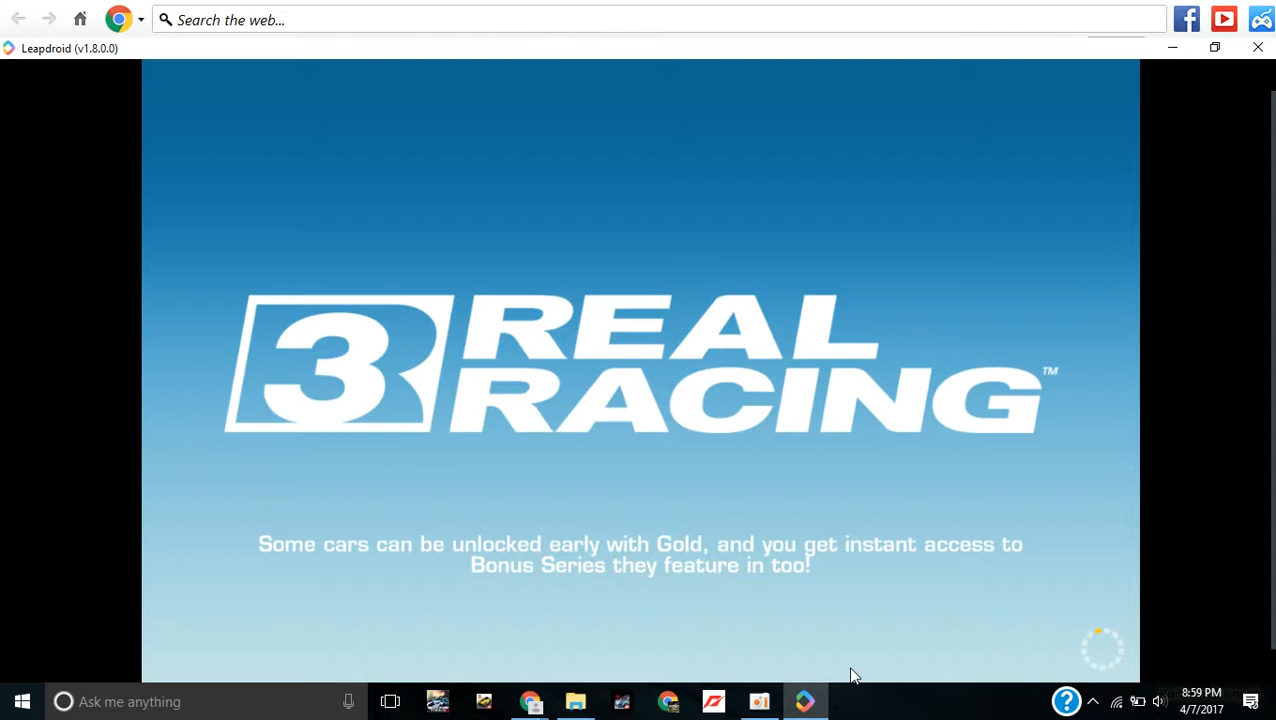 Search the web...
Leapdroid (v1.8.0.0)
3 REAL
RACING™
Some cars can be unlocked early with Gold, and you get instant access to
Bonus Series they feature in too!
Ask me anything
8:59 PM
4/7/2017